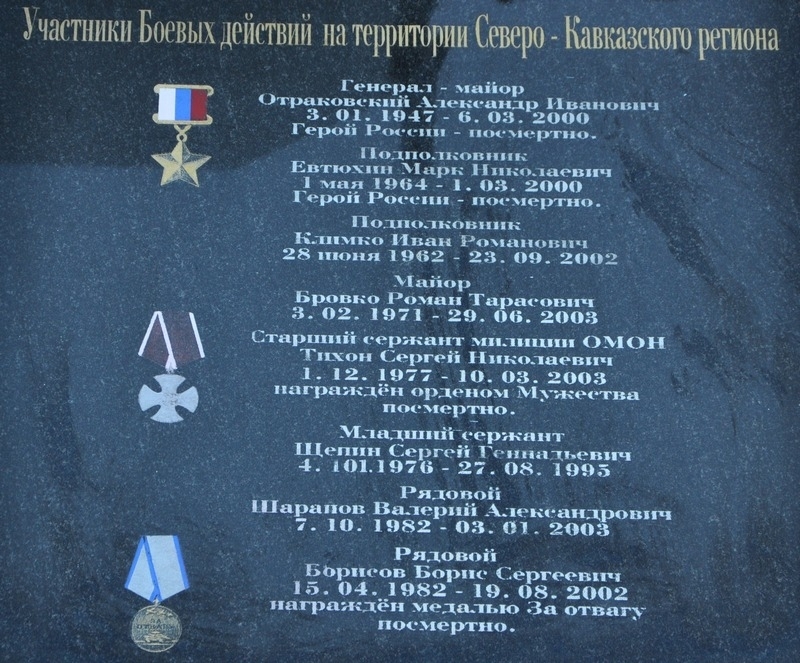 Участники Боевых действий на территории Северо - Кавказского региона
Генерал - майор
Отраковский Александр Иванович
3. 01. 1947 - 6. 03. 2000
Герой России - посмертно.
Подполковник
Евтюхин Марк Николаевич
1 мая 1964 - 1. 03. 2000
Герой России - посмертно.
Подполковник
Климко Иван Романович
28 июня 1962 - 23. 09. 2002
Майор
Бровко Роман Тарасович
3. 02. 1971 - 29. 06. 2003
Старший сержант милиции ОМОН
Тихон Сергей Николаевич
1. 12. 1977 - 10. 03. 2003
награждён орденом Мужества
посмертно.
Младший сержант
Щепин Сергей Геннадьевич
4. 101.1976 - 27. 08. 1995
Рядовой
Шарапов Валерий Александрович
7. 10. 1982 - 03. 01. 2003
Рядовой
Борисов Борис Сергеевич
15. 04. 1982 - 19. 08. 2002
награждён медалью За отвагу
посмертно.